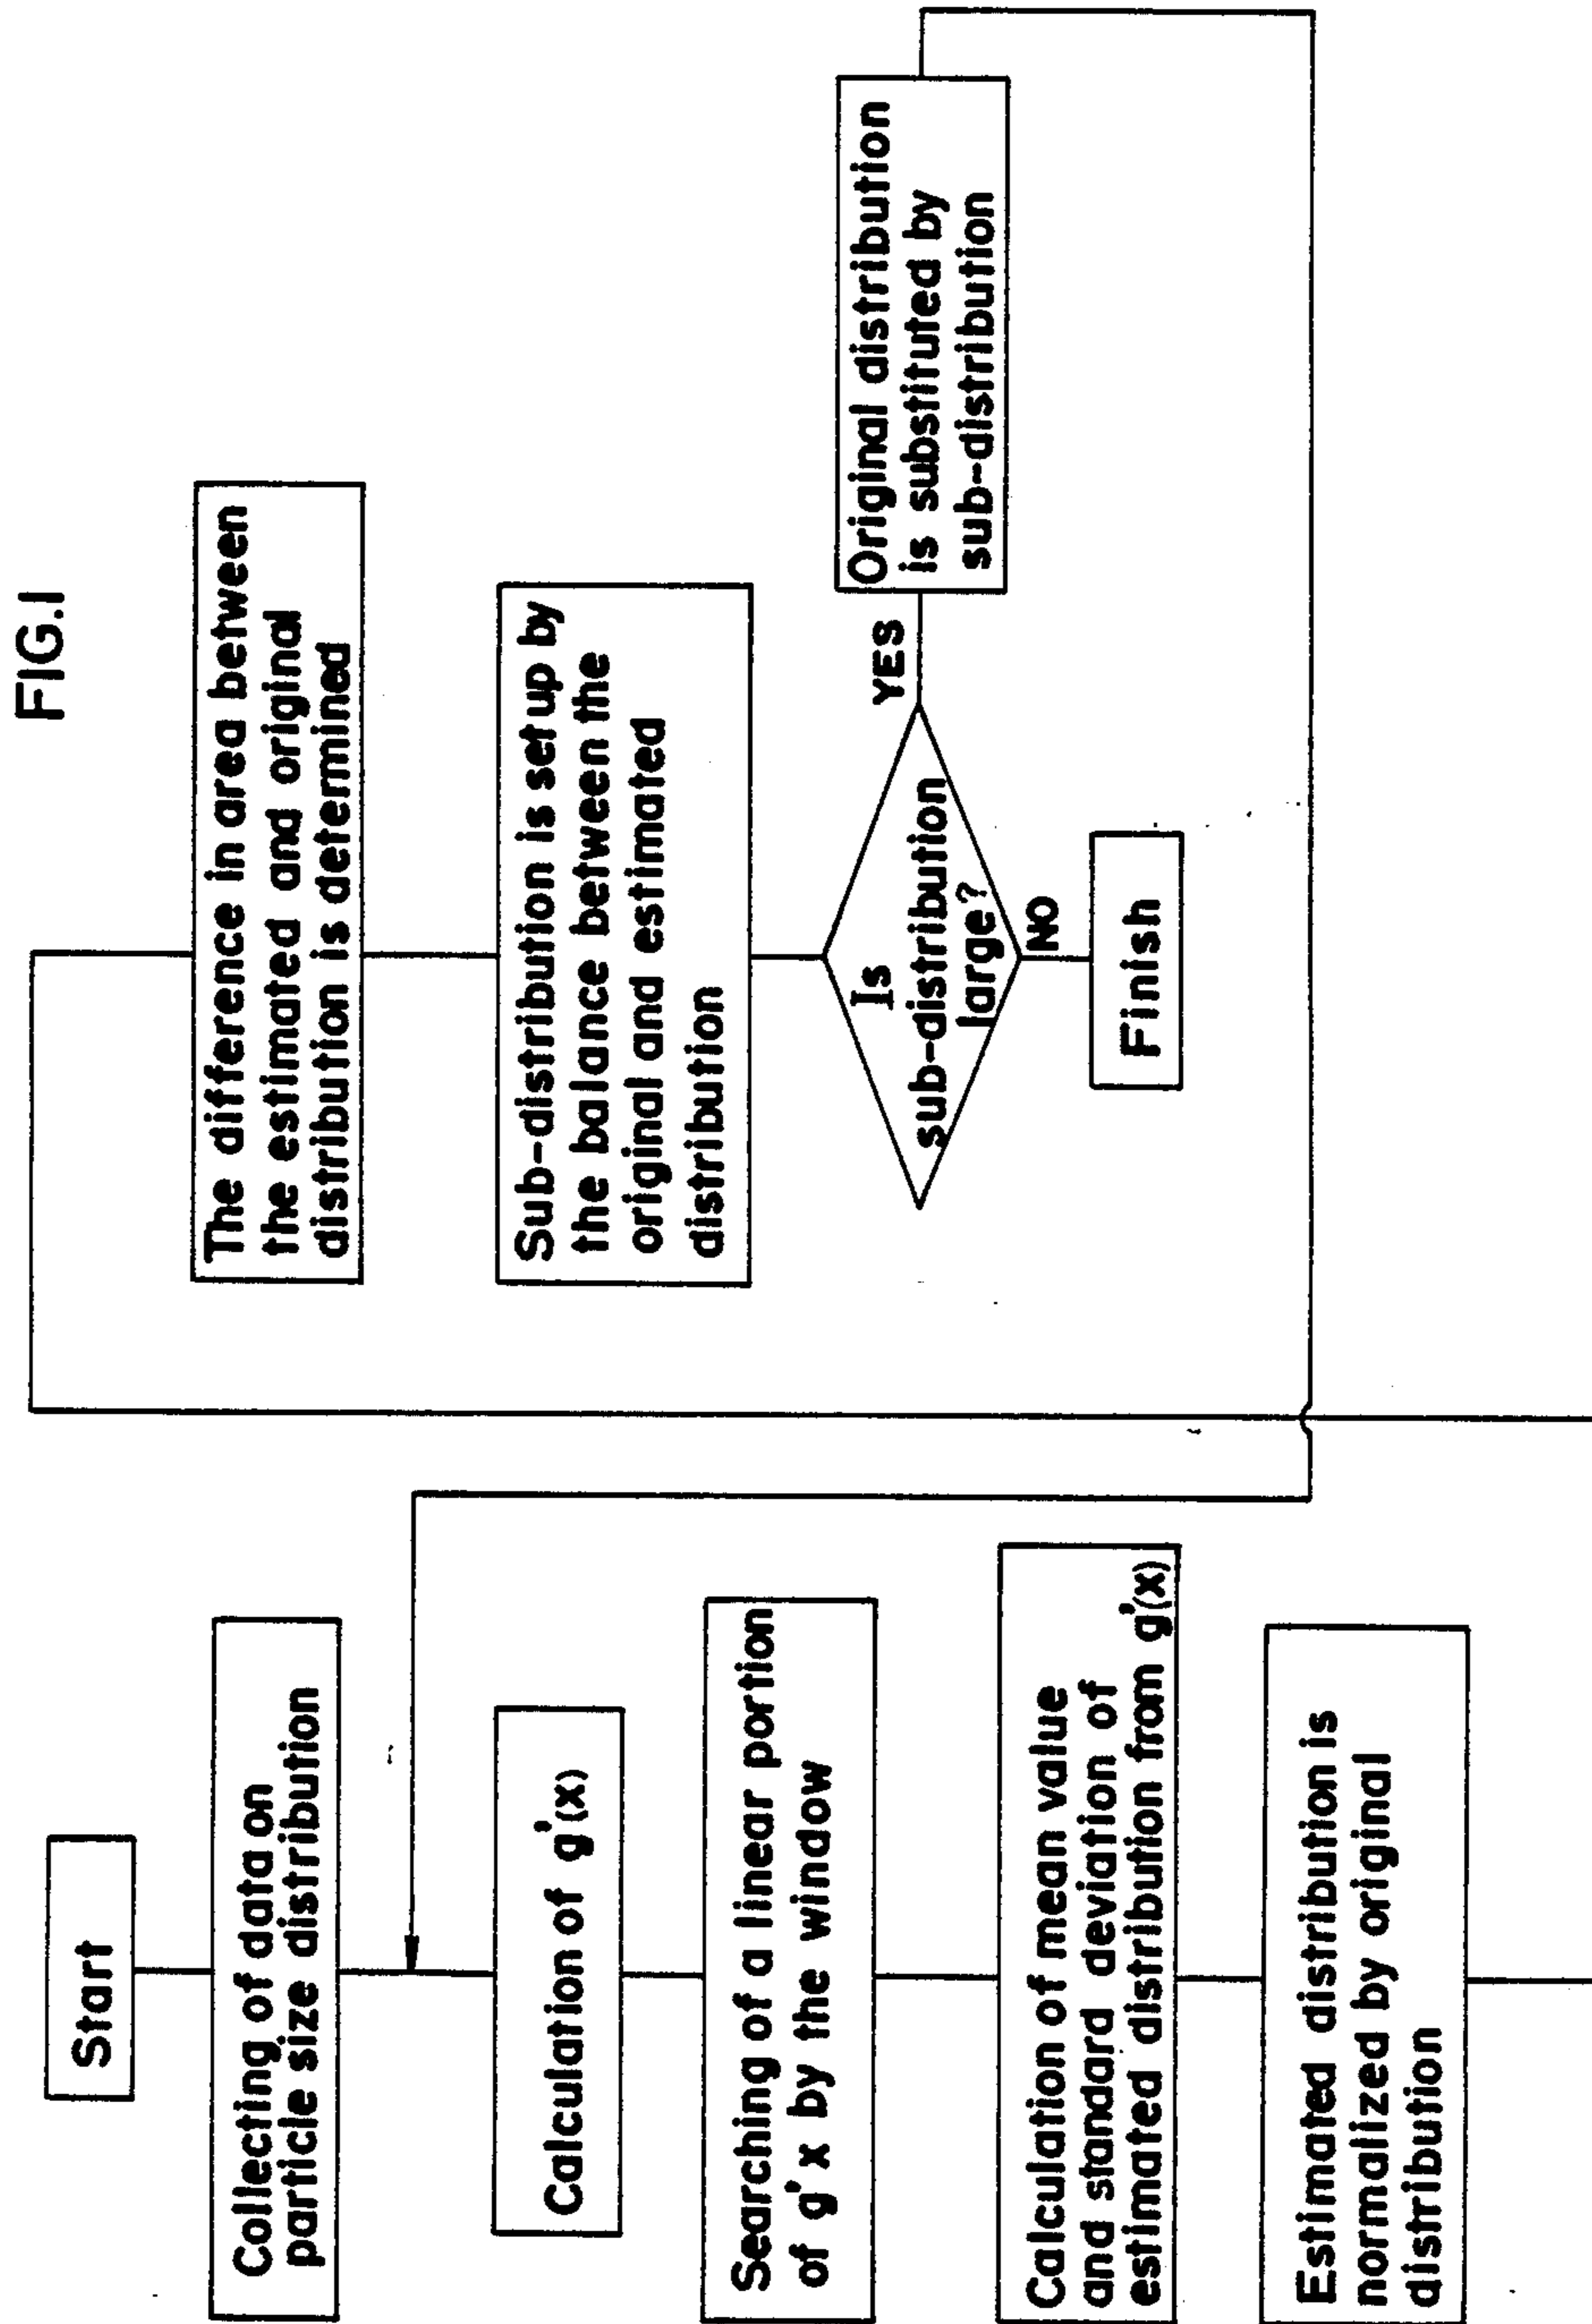 FIG.1
Start
Collecting of data on
particle size distribution
Calculation of g'(x)
Searching of a linear portion
of g'x by the window
Calculation of mean value
and standard deviation of
estimated distribution from g'(x)
Estimated distribution is
normalized by original
distribution
The difference in area between
the estimated and original
distribution is determined
Sub-distribution is set up by
the balance between the
original and estimated
distribution
Is
sub-distribution
large?
YES
NO
Original distribution
is substituted by
sub-distribution
Finish